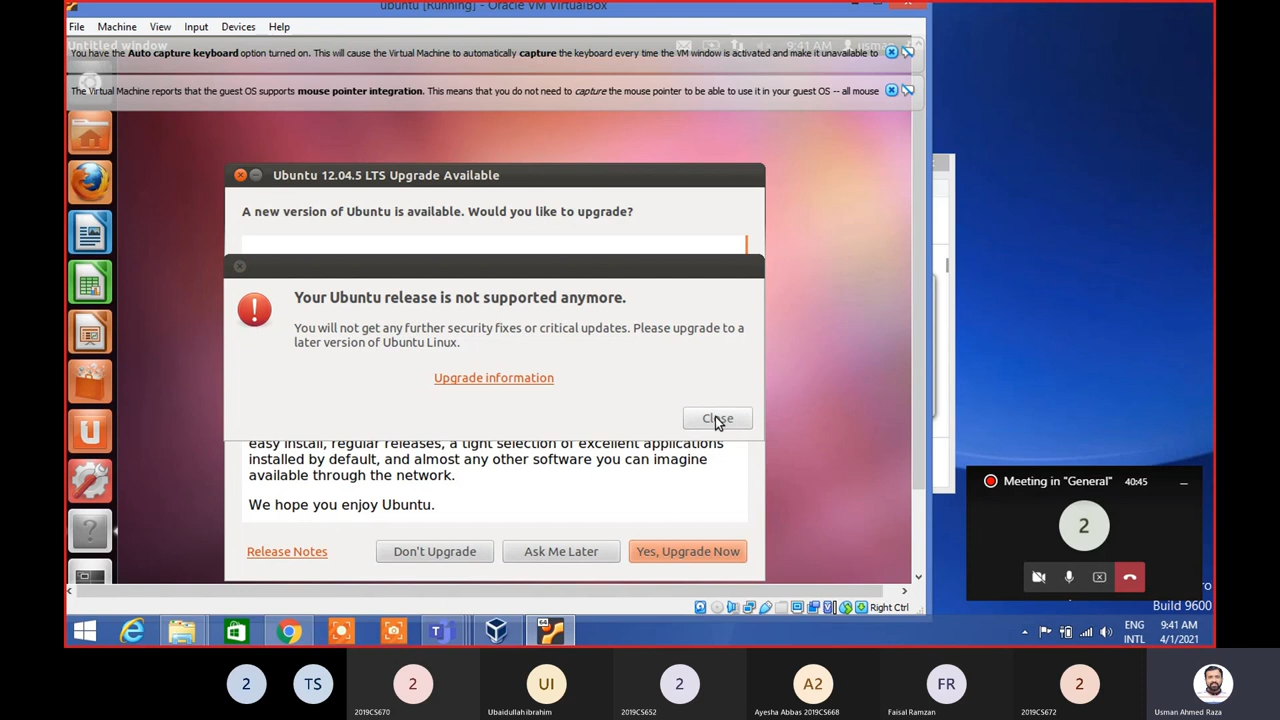 ubuntu [Running] - Oracle VM VirtualBox
File Machine View Input Devices Help
Untitled window 9:41 AM usman
You have the Auto capture keyboard option turned on. This will cause the Virtual Machine to automatically capture the keyboard every time the VM window is activated and make it unavailable to
The Virtual Machine reports that the guest OS supports mouse pointer integration. This means that you do not need to capture the mouse pointer to be able to use it in your guest OS -- all mouse
Ubuntu 12.04.5 LTS Upgrade Available
A new version of Ubuntu is available. Would you like to upgrade?
Your Ubuntu release is not supported anymore.
You will not get any further security fixes or critical updates. Please upgrade to a
later version of Ubuntu Linux.
Upgrade information
Close
easy install, regular releases, a tight selection of excellent applications
installed by default, and almost any other software you can imagine
available through the network.
We hope you enjoy Ubuntu.
Release Notes Don't Upgrade Ask Me Later Yes, Upgrade Now
Meeting in "General" 40:45
2
Right Ctrl
Build 9600
64
ENG
INTL
9:41 AM
4/1/2021
2 TS 2 UI 2 A2 FR 2
2019CS670 Ubaidullah ibrahim 2019CS652 Ayesha Abbas 2019CS668 Faisal Ramzan 2019CS672 Usman Ahmed Raza